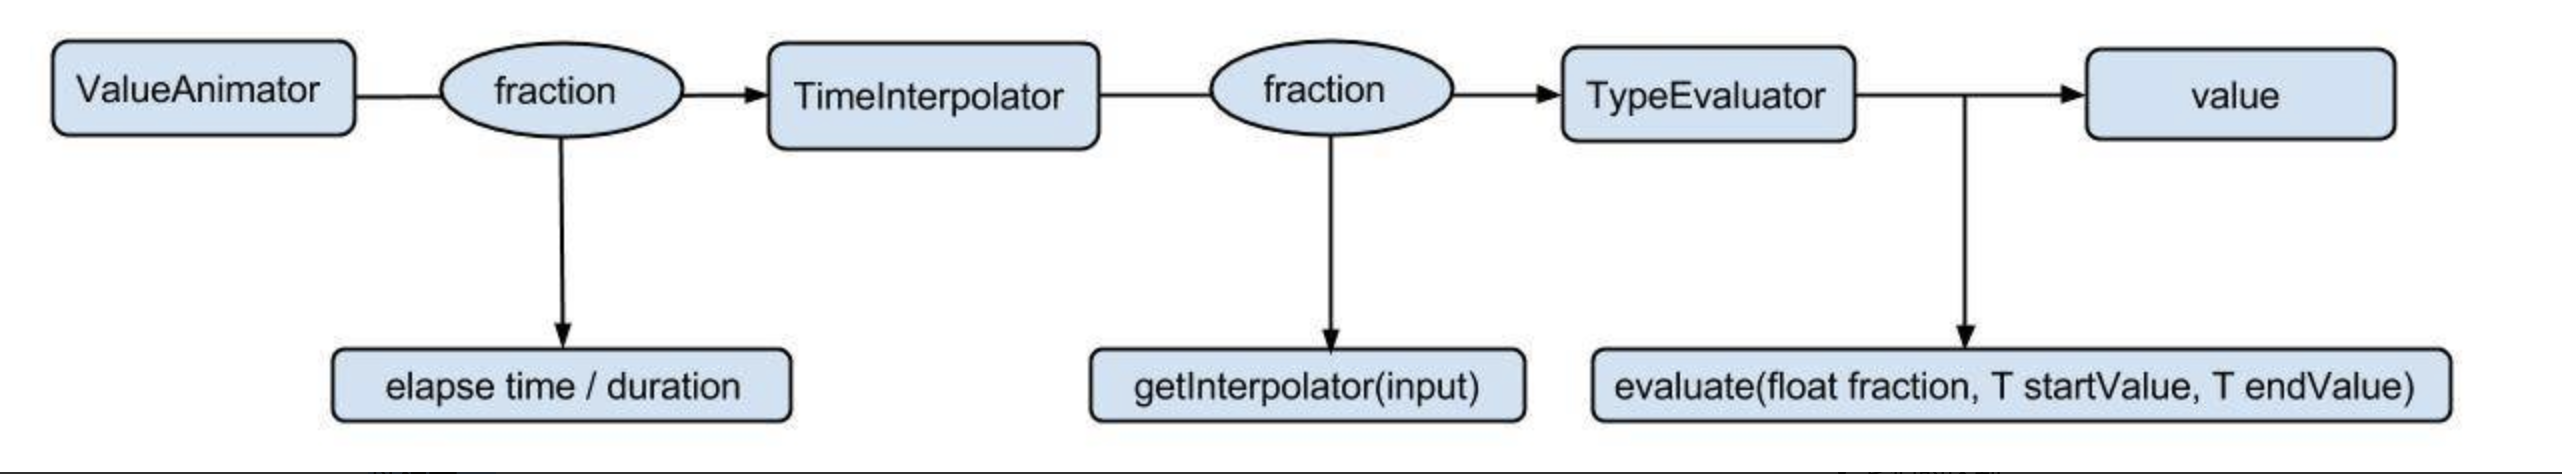 ValueAnimator
fraction
TimeInterpolator
fraction
TypeEvaluator
value
elapse time / duration
getInterpolator(input)
evaluate(float fraction, T startValue, T endValue)